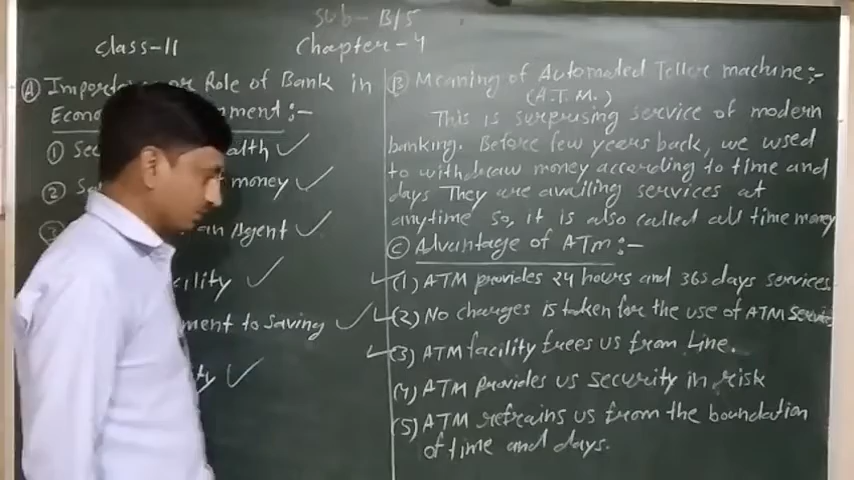 Sub- B/S
Class-11
Chapter-4
(A) Role of Bank in
:-
(1) alth ✓
(2) money ✓
an Agent ✓
cility ✓
ment to saving ✓
ty ✓
(B) Meaning of Automated Teller machine:-
(A.T.M.)
This is surprising service of modern
banking. Before few years back, we used
to withdraw money according to time and
days They are availing services at
anytime so, it is also called all time money
(C) Advantage of ATM:-
(1) ATM provides 24 hours and 365 days services.
(2) No charges is taken for the use of ATM service
(3) ATM facility frees us from Line.
(4) ATM provides us security in risk
(5) ATM refrains us from the boundation
of time and days.